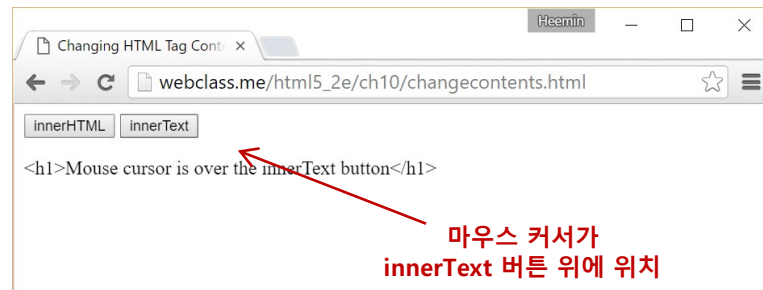 Heemin
Changing HTML Tag Cont
webclass.me/html5_2e/ch10/changecontents.html
innerHTML innerText
<h1>Mouse cursor is over the innerText button</h1>
마우스 커서가
innerText 버튼 위에 위치